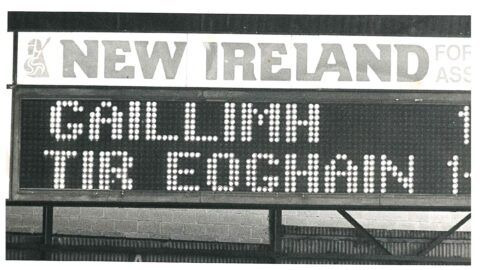 NEW IRELAND FOR
ASS
GAILLIMH 1
TIR EOGHAIN 1-